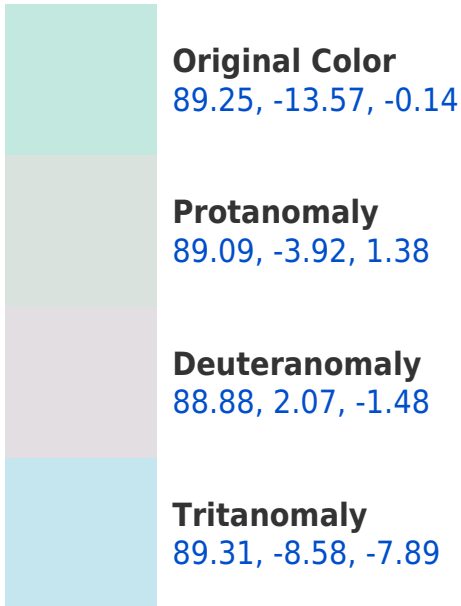 Original Color
89.25, -13.57, -0.14
Protanomaly
89.09, -3.92, 1.38
Deuteranomaly
88.88, 2.07, -1.48
Tritanomaly
89.31, -8.58, -7.89